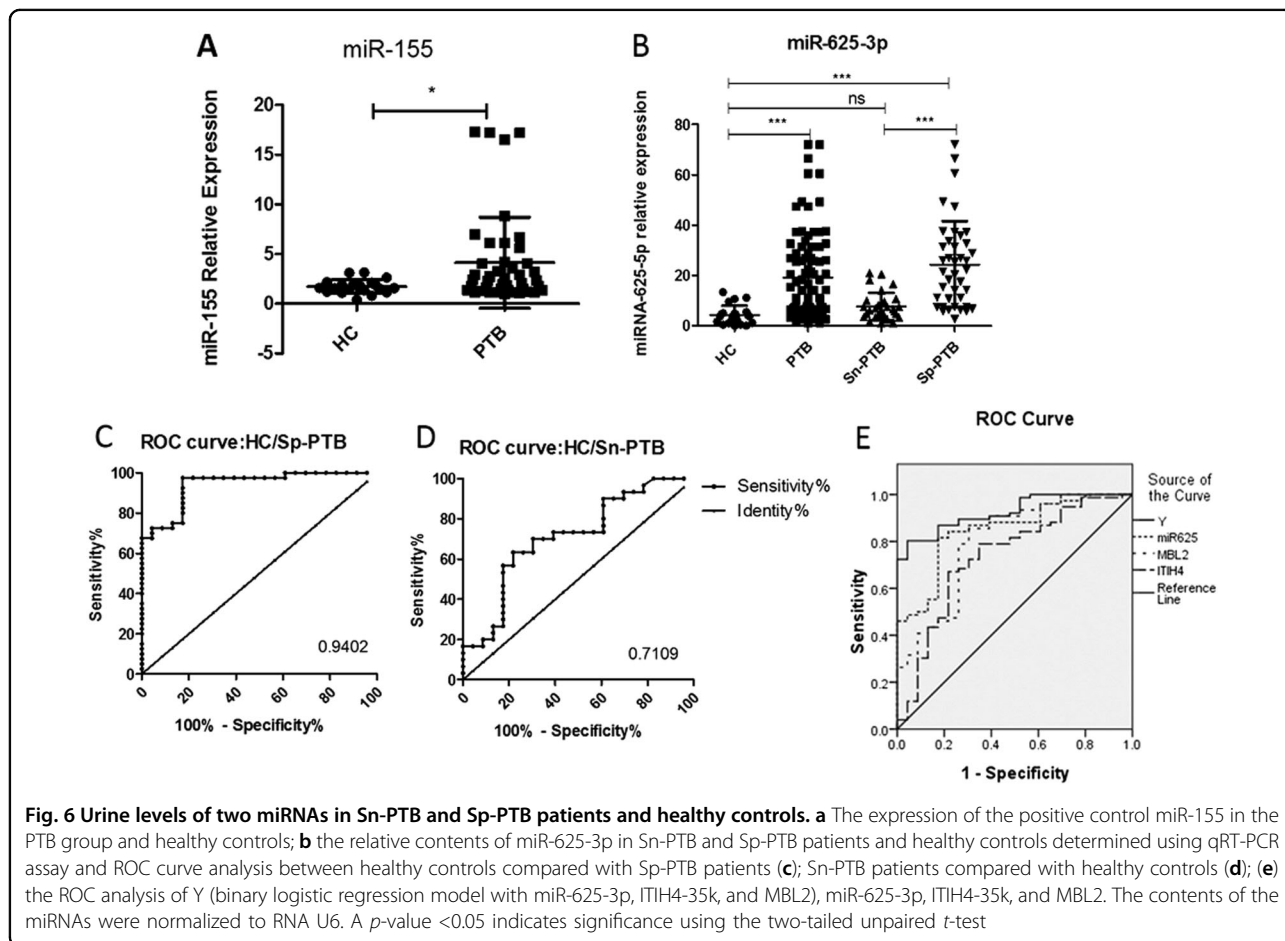 A
miR-155
*
miR-155 Relative Expression
20
15
10
5
0
-5
HC
PTB
B
miR-625-3p
***
ns
***
***
miRNA-625-5p relative expression
80
60
40
20
0
HC
PTB
Sn-PTB
Sp-PTB
C
ROC curve:HC/Sp-PTB
Sensitivity%
100
80
60
40
20
0
0.9402
0
20
40
60
80
100
100% - Specificity%
D
ROC curve:HC/Sn-PTB
Sensitivity%
100
80
60
40
20
0
0.7109
0
20
40
60
80
100
100% - Specificity%
Sensitivity%
Identity%
E
ROC Curve
Sensitivity
1.0
0.8
0.6
0.4
0.2
0.0
0.0
0.2
0.4
0.6
0.8
1.0
1 - Specificity
Source of
the Curve
Y
miR625
MBL2
ITIH4
Reference
Line
Fig. 6 Urine levels of two miRNAs in Sn-PTB and Sp-PTB patients and healthy controls. a The expression of the positive control miR-155 in the
PTB group and healthy controls; b the relative contents of miR-625-3p in Sn-PTB and Sp-PTB patients and healthy controls determined using qRT-PCR
assay and ROC curve analysis between healthy controls compared with Sp-PTB patients (c); Sn-PTB patients compared with healthy controls (d); (e)
the ROC analysis of Y (binary logistic regression model with miR-625-3p, ITIH4-35k, and MBL2), miR-625-3p, ITIH4-35k, and MBL2. The contents of the
miRNAs were normalized to RNA U6. A p-value <0.05 indicates significance using the two-tailed unpaired t-test